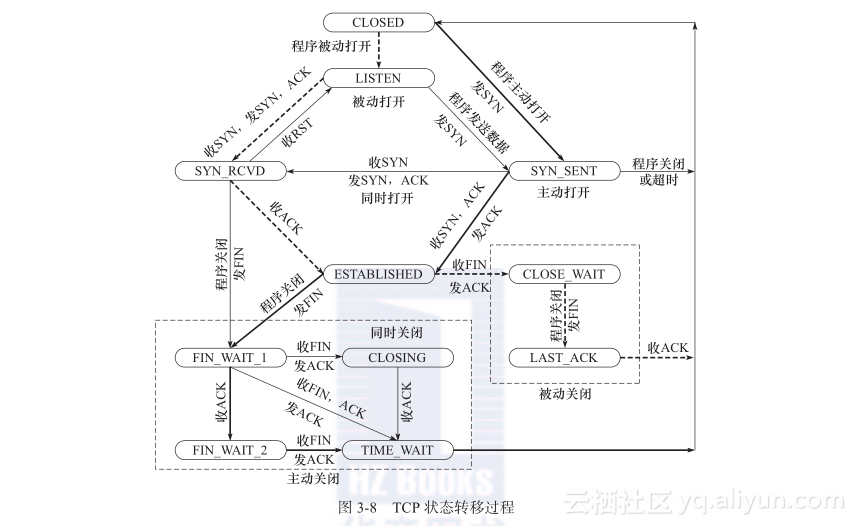 CLOSED
程序被动打开
LISTEN
被动打开
收SYN，发SYN，ACK
收RST
程序发送数据
发SYN
程序主动打开
发SYN
SYN_RCVD
收SYN
发SYN，ACK
同时打开
SYN_SENT
主动打开
程序关闭
或超时
收ACK
收SYN，ACK
发ACK
程序关闭
发FIN
ESTABLISHED
收FIN
发ACK
CLOSE_WAIT
程序关闭
发FIN
程序关闭
发FIN
同时关闭
FIN_WAIT_1
收FIN
发ACK
CLOSING
LAST_ACK
收ACK
被动关闭
收ACK
收FIN，ACK
发ACK
收ACK
FIN_WAIT_2
收FIN
发ACK
TIME_WAIT
主动关闭
HZ BOOKS
图 3-8 TCP 状态转移过程
云栖社区 yq.aliyun.com